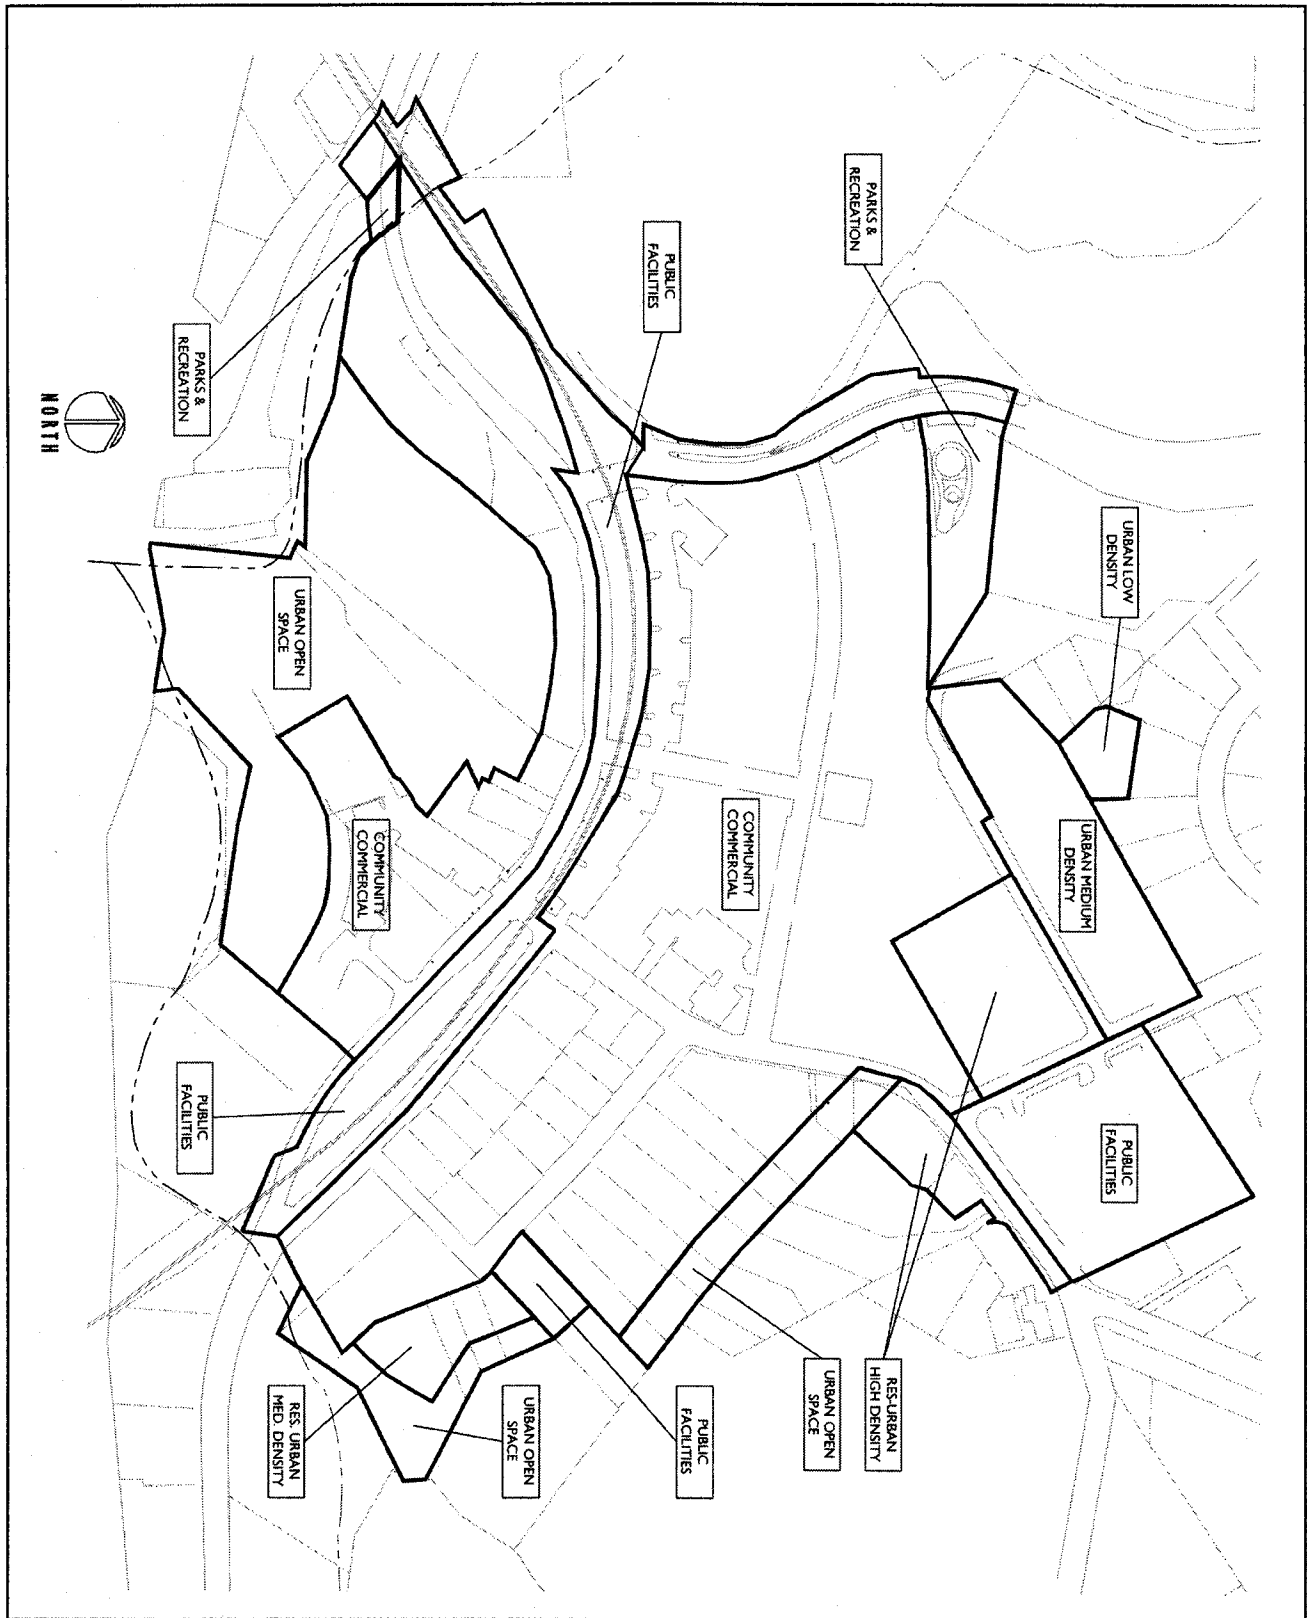 PARKS &
RECREATION
PUBLIC
FACILITIES
PARKS &
RECREATION
NORTH
URBAN LOW
DENSITY
URBAN OPEN
SPACE
COMMUNITY
COMMERCIAL
COMMUNITY
COMMERCIAL
URBAN MEDIUM
DENSITY
PUBLIC
FACILITIES
PUBLIC
FACILITIES
RES. URBAN
MED. DENSITY
URBAN OPEN
SPACE
PUBLIC
FACILITIES
URBAN OPEN
SPACE
RES-URBAN
HIGH DENSITY